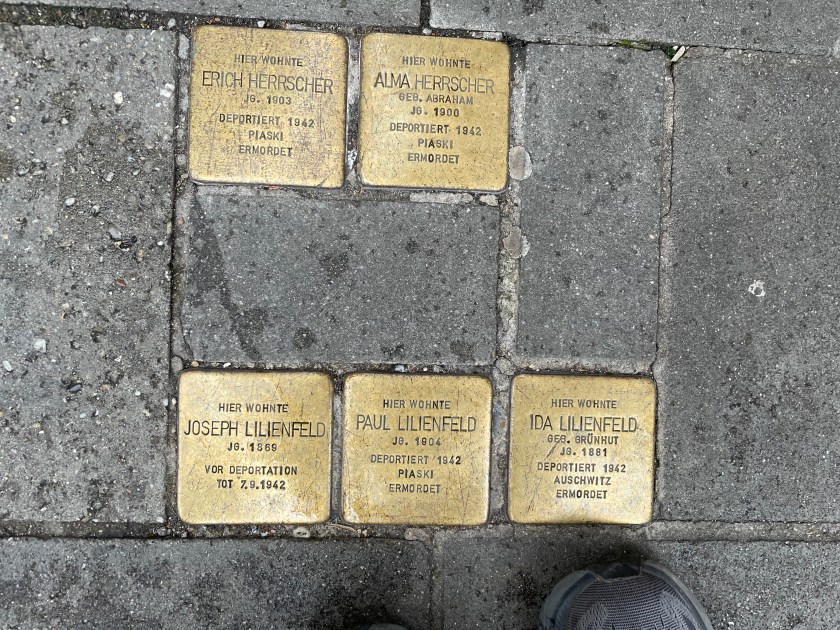 HIER WOHNTE
ERICH HERRSCHER
JG. 1903
DEPORTIERT 1942
PIASKI
ERMORDET
HIER WOHNTE
ALMA HERRSCHER
GEB. ABRAHAM
JG. 1900
DEPORTIERT 1942
PIASKI
ERMORDET
HIER WOHNTE
JOSEPH LILIENFELD
JG. 1869
VOR DEPORTATION
TOT 7.9.1942
HIER WOHNTE
PAUL LILIENFELD
JG. 1904
DEPORTIERT 1942
PIASKI
ERMORDET
HIER WOHNTE
IDA LILIENFELD
GEB. GRÜNHUT
JG. 1881
DEPORTIERT 1942
AUSCHWITZ
ERMORDET